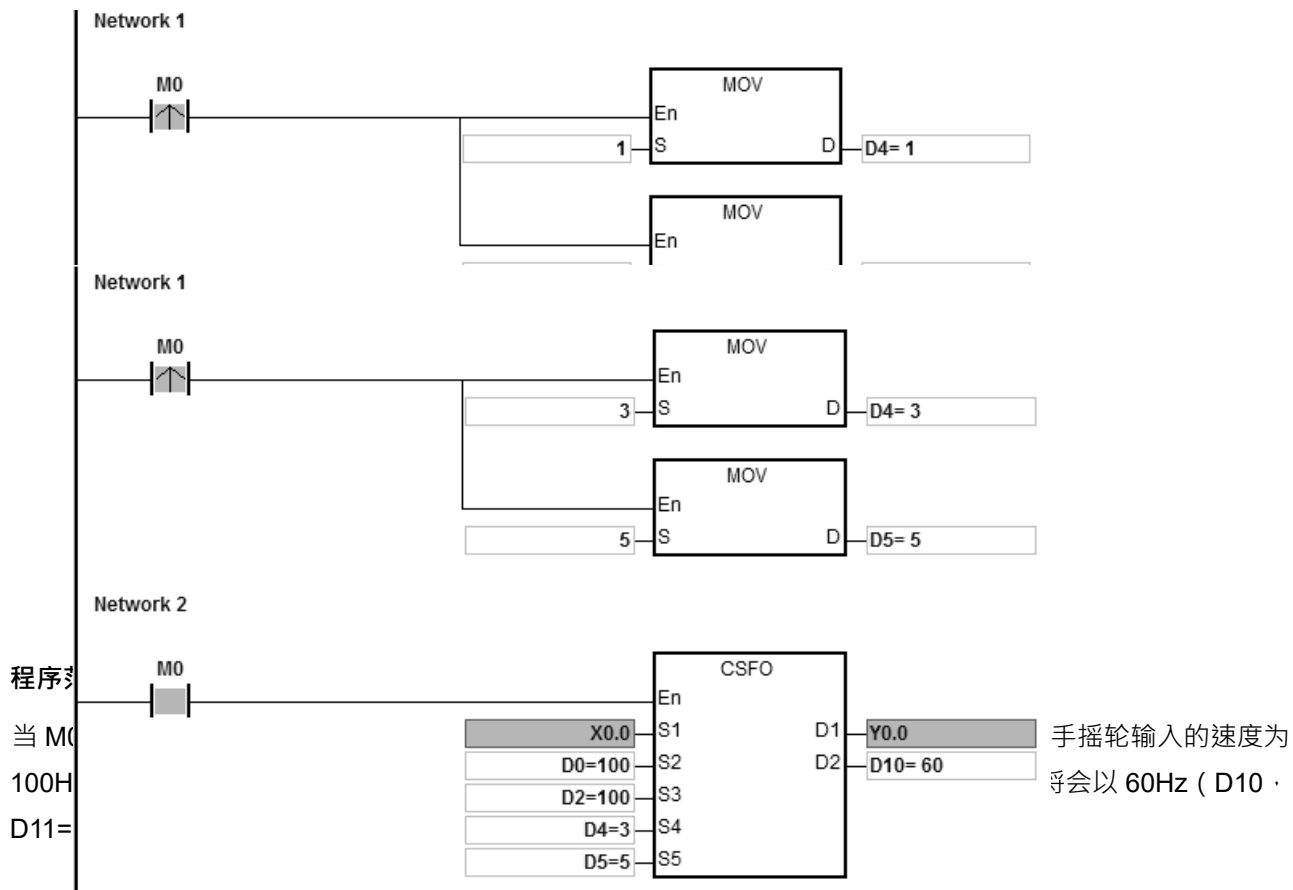 Network 1
M0
MOV
En
1 S D D4= 1
MOV
En
Network 1
M0
MOV
En
3 S D D4= 3
MOV
En
5 S D D5= 5
Network 2
程序
M0
CSFO
En
当 M0
X0.0 S1 D1 Y0.0
手摇轮输入的速度为
D0=100 S2 D2 D10= 60
100H
会以 60Hz（D10，
D2=100 S3
D11=
D4=3 S4
D5=5 S5